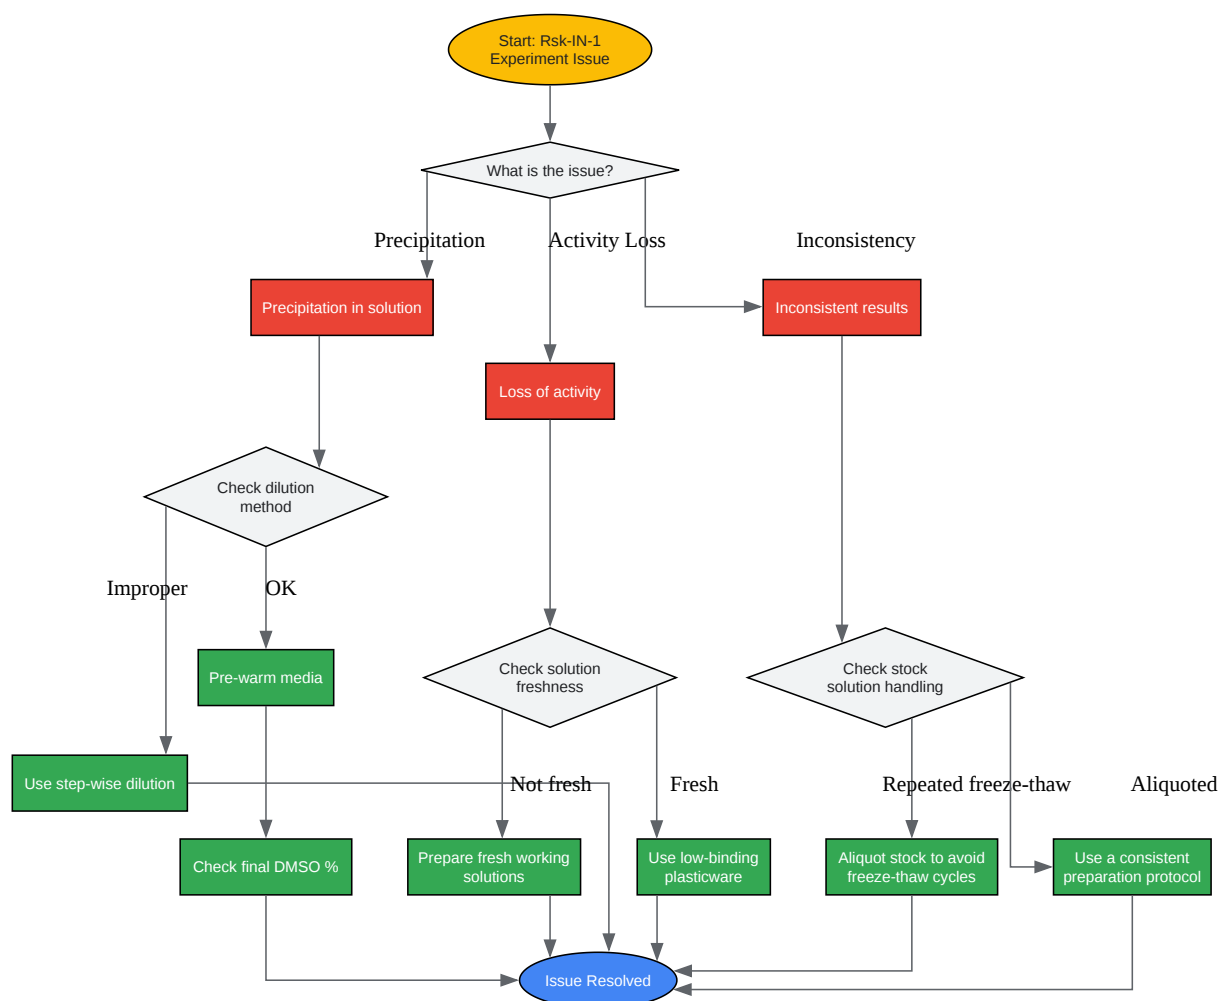 Start: Rsk-IN-1
Experiment Issue
What is the issue?
Precipitation
Activity Loss
Inconsistency
Precipitation in solution
Inconsistent results
Loss of activity
Check dilution
method
Improper
OK
Pre-warm media
Check solution
freshness
Check stock
solution handling
Use step-wise dilution
Not fresh
Fresh
Repeated freeze-thaw
Aliquoted
Check final DMSO %
Prepare fresh working
solutions
Use low-binding
plasticware
Aliquot stock to avoid
freeze-thaw cycles
Use a consistent
preparation protocol
Issue Resolved